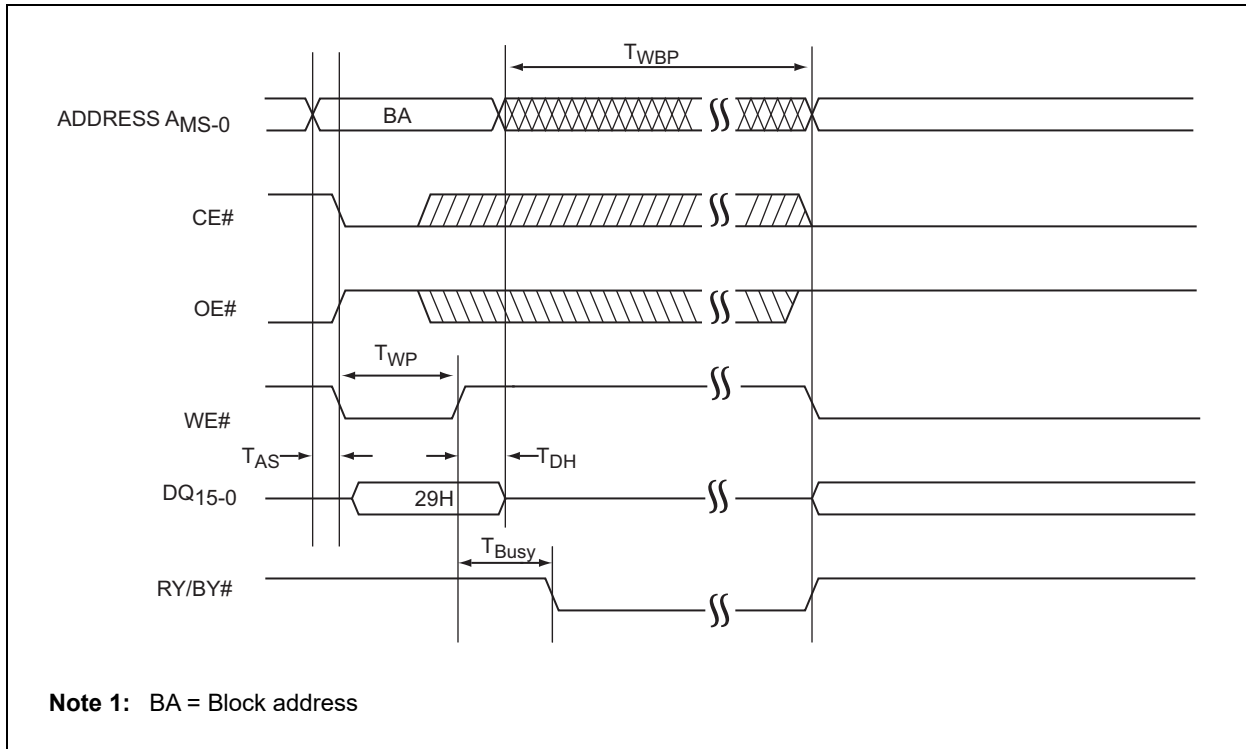 TWBP
ADDRESS AMS-0
BA
CE#
OE#
TWP
WE#
TAS
TDH
DQ15-0
29H
TBusy
RY/BY#
Note 1: BA = Block address